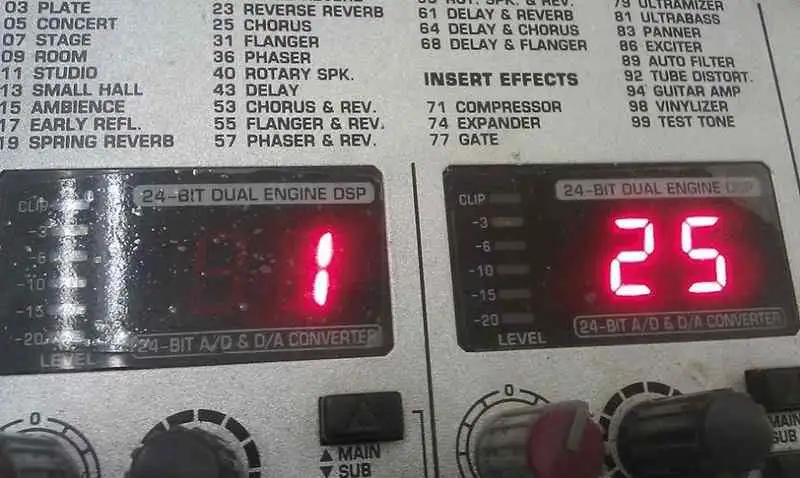 03 PLATE
05 CONCERT
07 STAGE
09 ROOM
11 STUDIO
13 SMALL HALL
15 AMBIENCE
17 EARLY REFL.
19 SPRING REVERB
23 REVERSE REVERB
25 CHORUS
31 FLANGER
36 PHASER
40 ROTARY SPK.
43 DELAY
53 CHORUS & REV.
55 FLANGER & REV.
57 PHASER & REV.
ROT. SPK. & REV.
61 DELAY & REVERB
64 DELAY & CHORUS
68 DELAY & FLANGER
INSERT EFFECTS
71 COMPRESSOR
74 EXPANDER
77 GATE
79 ULTRAMIZER
81 ULTRABASS
83 PANNER
86 EXCITER
89 AUTO FILTER
92 TUBE DISTORT.
94 GUITAR AMP
98 VINYLIZER
99 TEST TONE
24-BIT DUAL ENGINE DSP
CLIP
-3
-6
-10
-15
-20
LEVEL
1
24-BIT A/D & D/A CONVERTER
24-BIT DUAL ENGINE DSP
CLIP
-3
-6
-10
-15
-20
LEVEL
25
24-BIT A/D & D/A CONVERTER
0
MAIN
SUB
0
MAIN
SUB